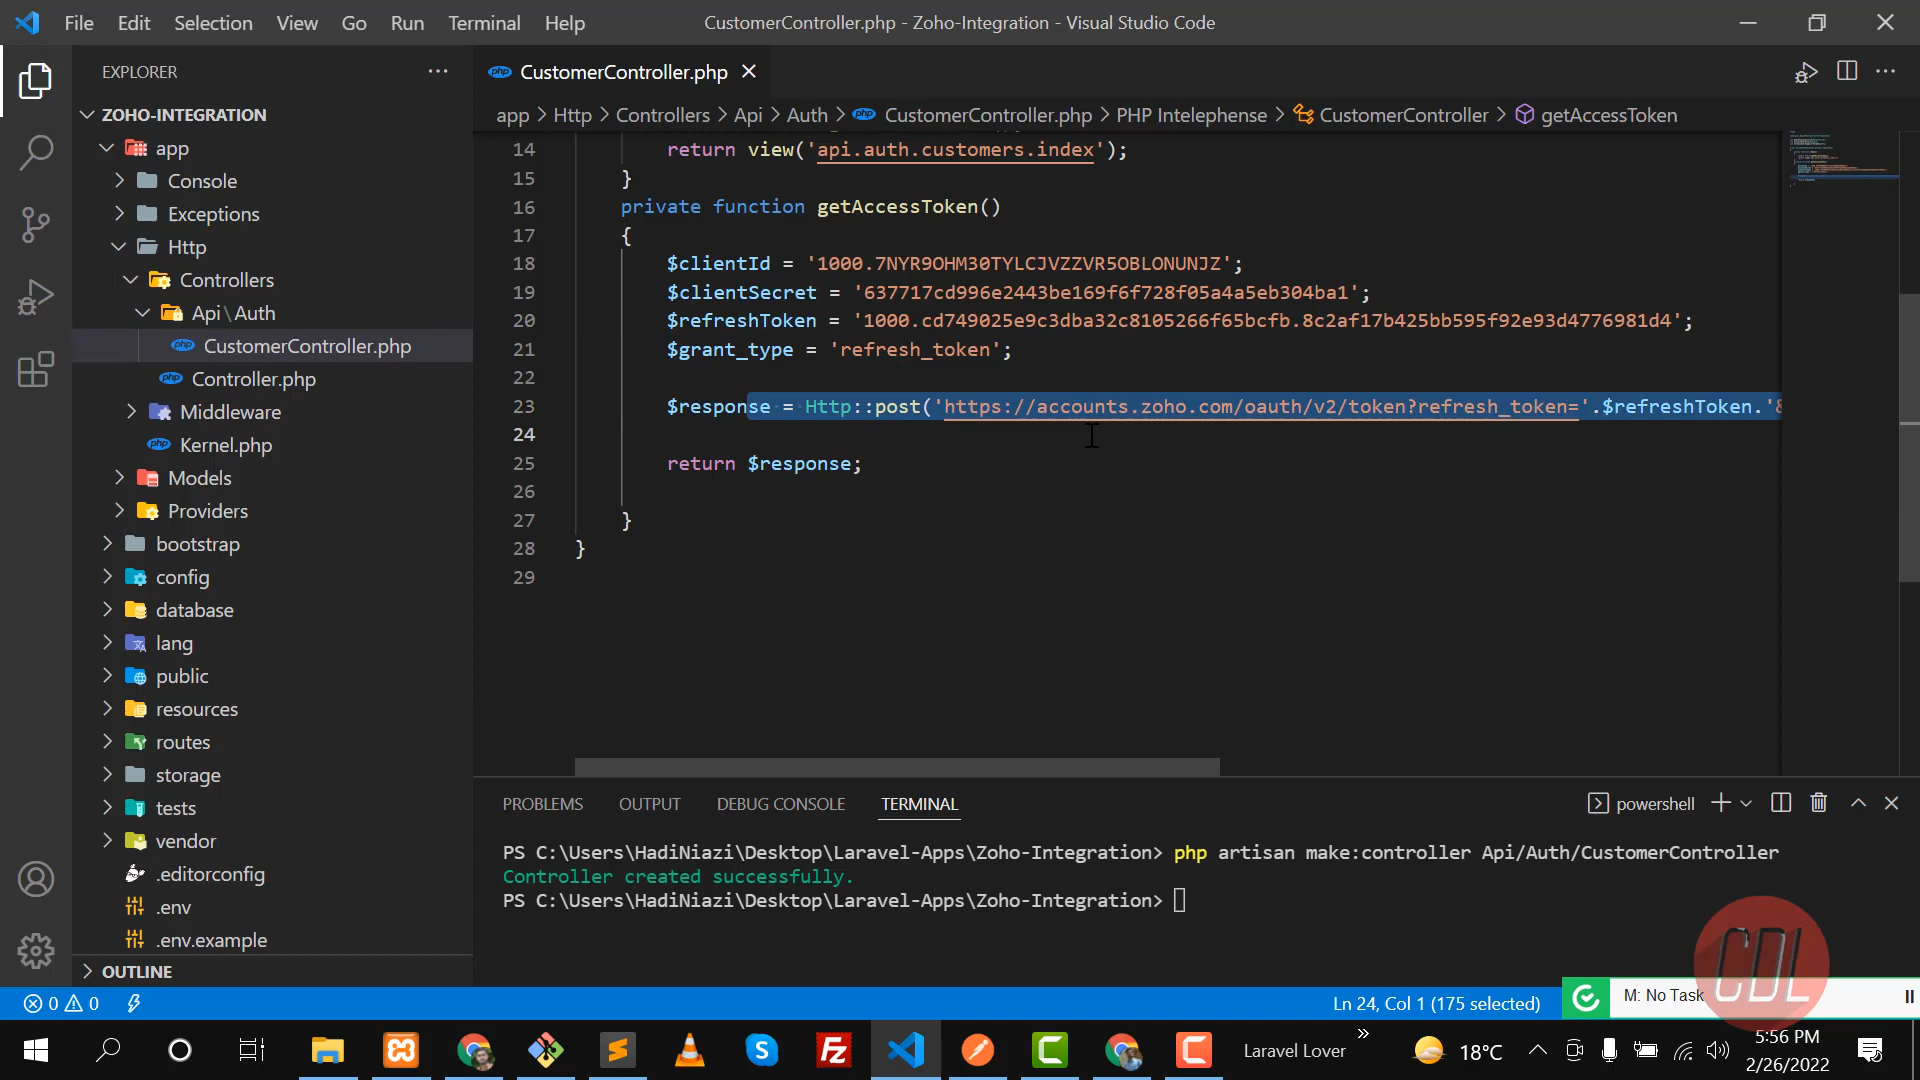 File Edit Selection View Go Run Terminal Help
CustomerController.php - Zoho-Integration - Visual Studio Code
EXPLORER
CustomerController.php
app > Http > Controllers > Api > Auth > CustomerController.php > PHP Intelephense > CustomerController > getAccessToken
ZOHO-INTEGRATION
app
Console
Exceptions
Http
Controllers
Api\Auth
CustomerController.php
Controller.php
Middleware
Kernel.php
Models
Providers
bootstrap
config
database
lang
public
resources
routes
storage
tests
vendor
.editorconfig
.env
.env.example
OUTLINE
14 return view('api.auth.customers.index');
15 }
16 private function getAccessToken()
17 {
18 $clientId = '1000.7NYR9OHM30TYLCJVZZVR5OBLONUNJZ';
19 $clientSecret = '637717cd996e2443be169f6f728f05a4a5eb304ba1';
20 $refreshToken = '1000.cd749025e9c3dba32c8105266f65bcfb.8c2af17b425bb595f92e93d4776981d4';
21 $grant_type = 'refresh_token';
22
23 $response = Http::post('https://accounts.zoho.com/oauth/v2/token?refresh_token='.$refreshToken.'&
24
25 return $response;
26
27 }
28 }
29
PROBLEMS OUTPUT DEBUG CONSOLE TERMINAL
powershell
PS C:\Users\HadiNiazi\Desktop\Laravel-Apps\Zoho-Integration> php artisan make:controller Api/Auth/CustomerController
Controller created successfully.
PS C:\Users\HadiNiazi\Desktop\Laravel-Apps\Zoho-Integration>
CDL
0 0
Ln 24, Col 1 (175 selected)
M: No Task
Laravel Lover
18°C
5:56 PM
2/26/2022